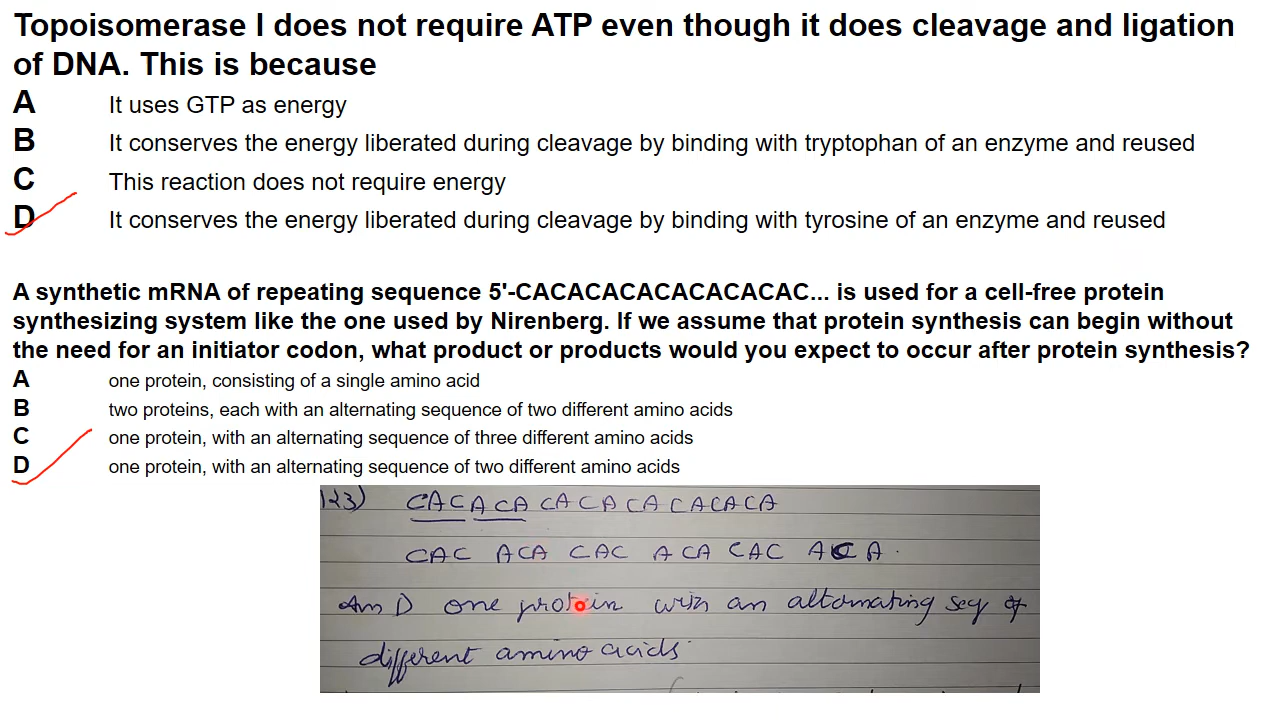 Topoisomerase I does not require ATP even though it does cleavage and ligation
of DNA. This is because
A It uses GTP as energy
B It conserves the energy liberated during cleavage by binding with tryptophan of an enzyme and reused
C This reaction does not require energy
D It conserves the energy liberated during cleavage by binding with tyrosine of an enzyme and reused
A synthetic mRNA of repeating sequence 5'-CACACACACACACACAC... is used for a cell-free protein
synthesizing system like the one used by Nirenberg. If we assume that protein synthesis can begin without
the need for an initiator codon, what product or products would you expect to occur after protein synthesis?
A one protein, consisting of a single amino acid
B two proteins, each with an alternating sequence of two different amino acids
C one protein, with an alternating sequence of three different amino acids
D one protein, with an alternating sequence of two different amino acids
123) CACACA CACACA CACACA
CAC ACA CAC ACA CAC ACA.
Ans D one protein with an alternating seq of
different amino acids.